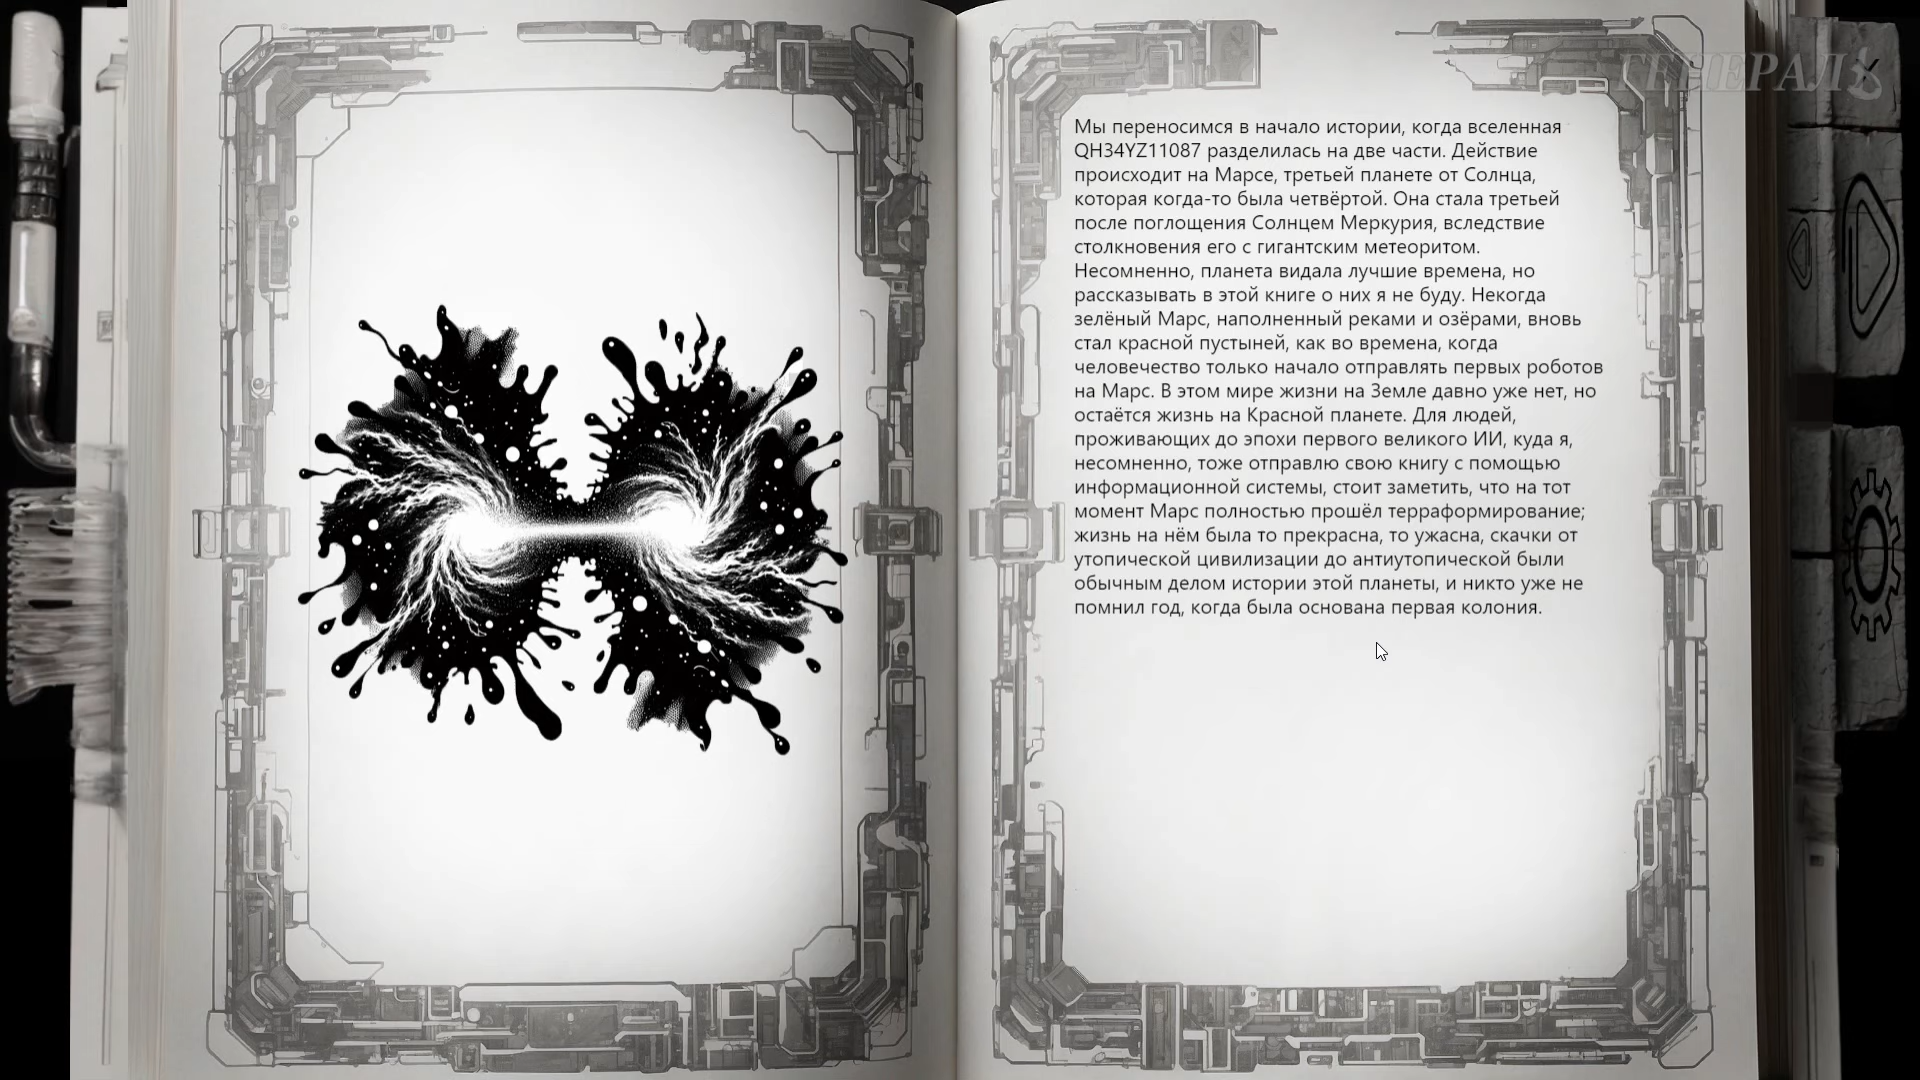 ГЕНЕРАЛ
Мы переносимся в начало истории, когда вселенная
QH34YZ11087 разделилась на две части. Действие
происходит на Марсе, третьей планете от Солнца,
которая когда-то была четвёртой. Она стала третьей
после поглощения Солнцем Меркурия, вследствие
столкновения его с гигантским метеоритом.
Несомненно, планета видала лучшие времена, но
рассказывать в этой книге о них я не буду. Некогда
зелёный Марс, наполненный реками и озёрами, вновь
стал красной пустыней, как во времена, когда
человечество только начало отправлять первых роботов
на Марс. В этом мире жизни на Земле давно уже нет, но
остаётся жизнь на Красной планете. Для людей,
проживающих до эпохи первого великого ИИ, куда я,
несомненно, тоже отправлю свою книгу с помощью
информационной системы, стоит заметить, что на тот
момент Марс полностью прошёл терраформирование;
жизнь на нём была то прекрасна, то ужасна, скачки от
утопической цивилизации до антиутопической были
обычным делом истории этой планеты, и никто уже не
помнил год, когда была основана первая колония.